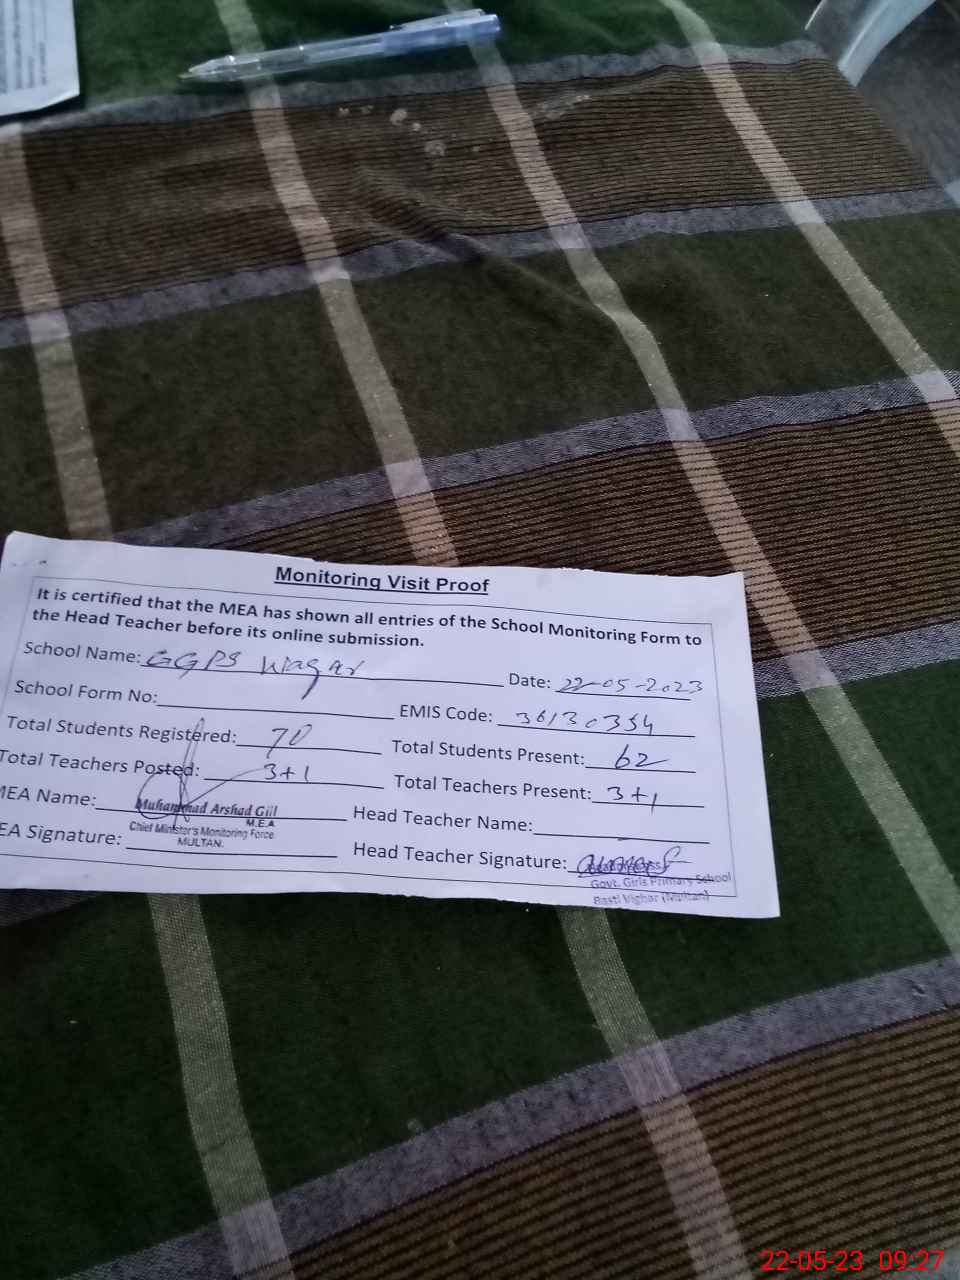 Monitoring Visit Proof
It is certified that the MEA has shown all entries of the School Monitoring Form to
the Head Teacher before its online submission.
School Name: GGPS Wagar Date: 22-05-2023
School Form No: EMIS Code: 36130354
Total Students Registered: 70 Total Students Present: 62
Total Teachers Posted: 3+1 Total Teachers Present: 3+1
MEA Name: Muhammad Arshad Gill Head Teacher Name:
M.E.A
Chief Minister's Monitoring Force
MULTAN.
EA Signature: Head Teacher Signature:
Govt. Girls Primary School
Basti Vighar (Multan)
22-05-23 09:27